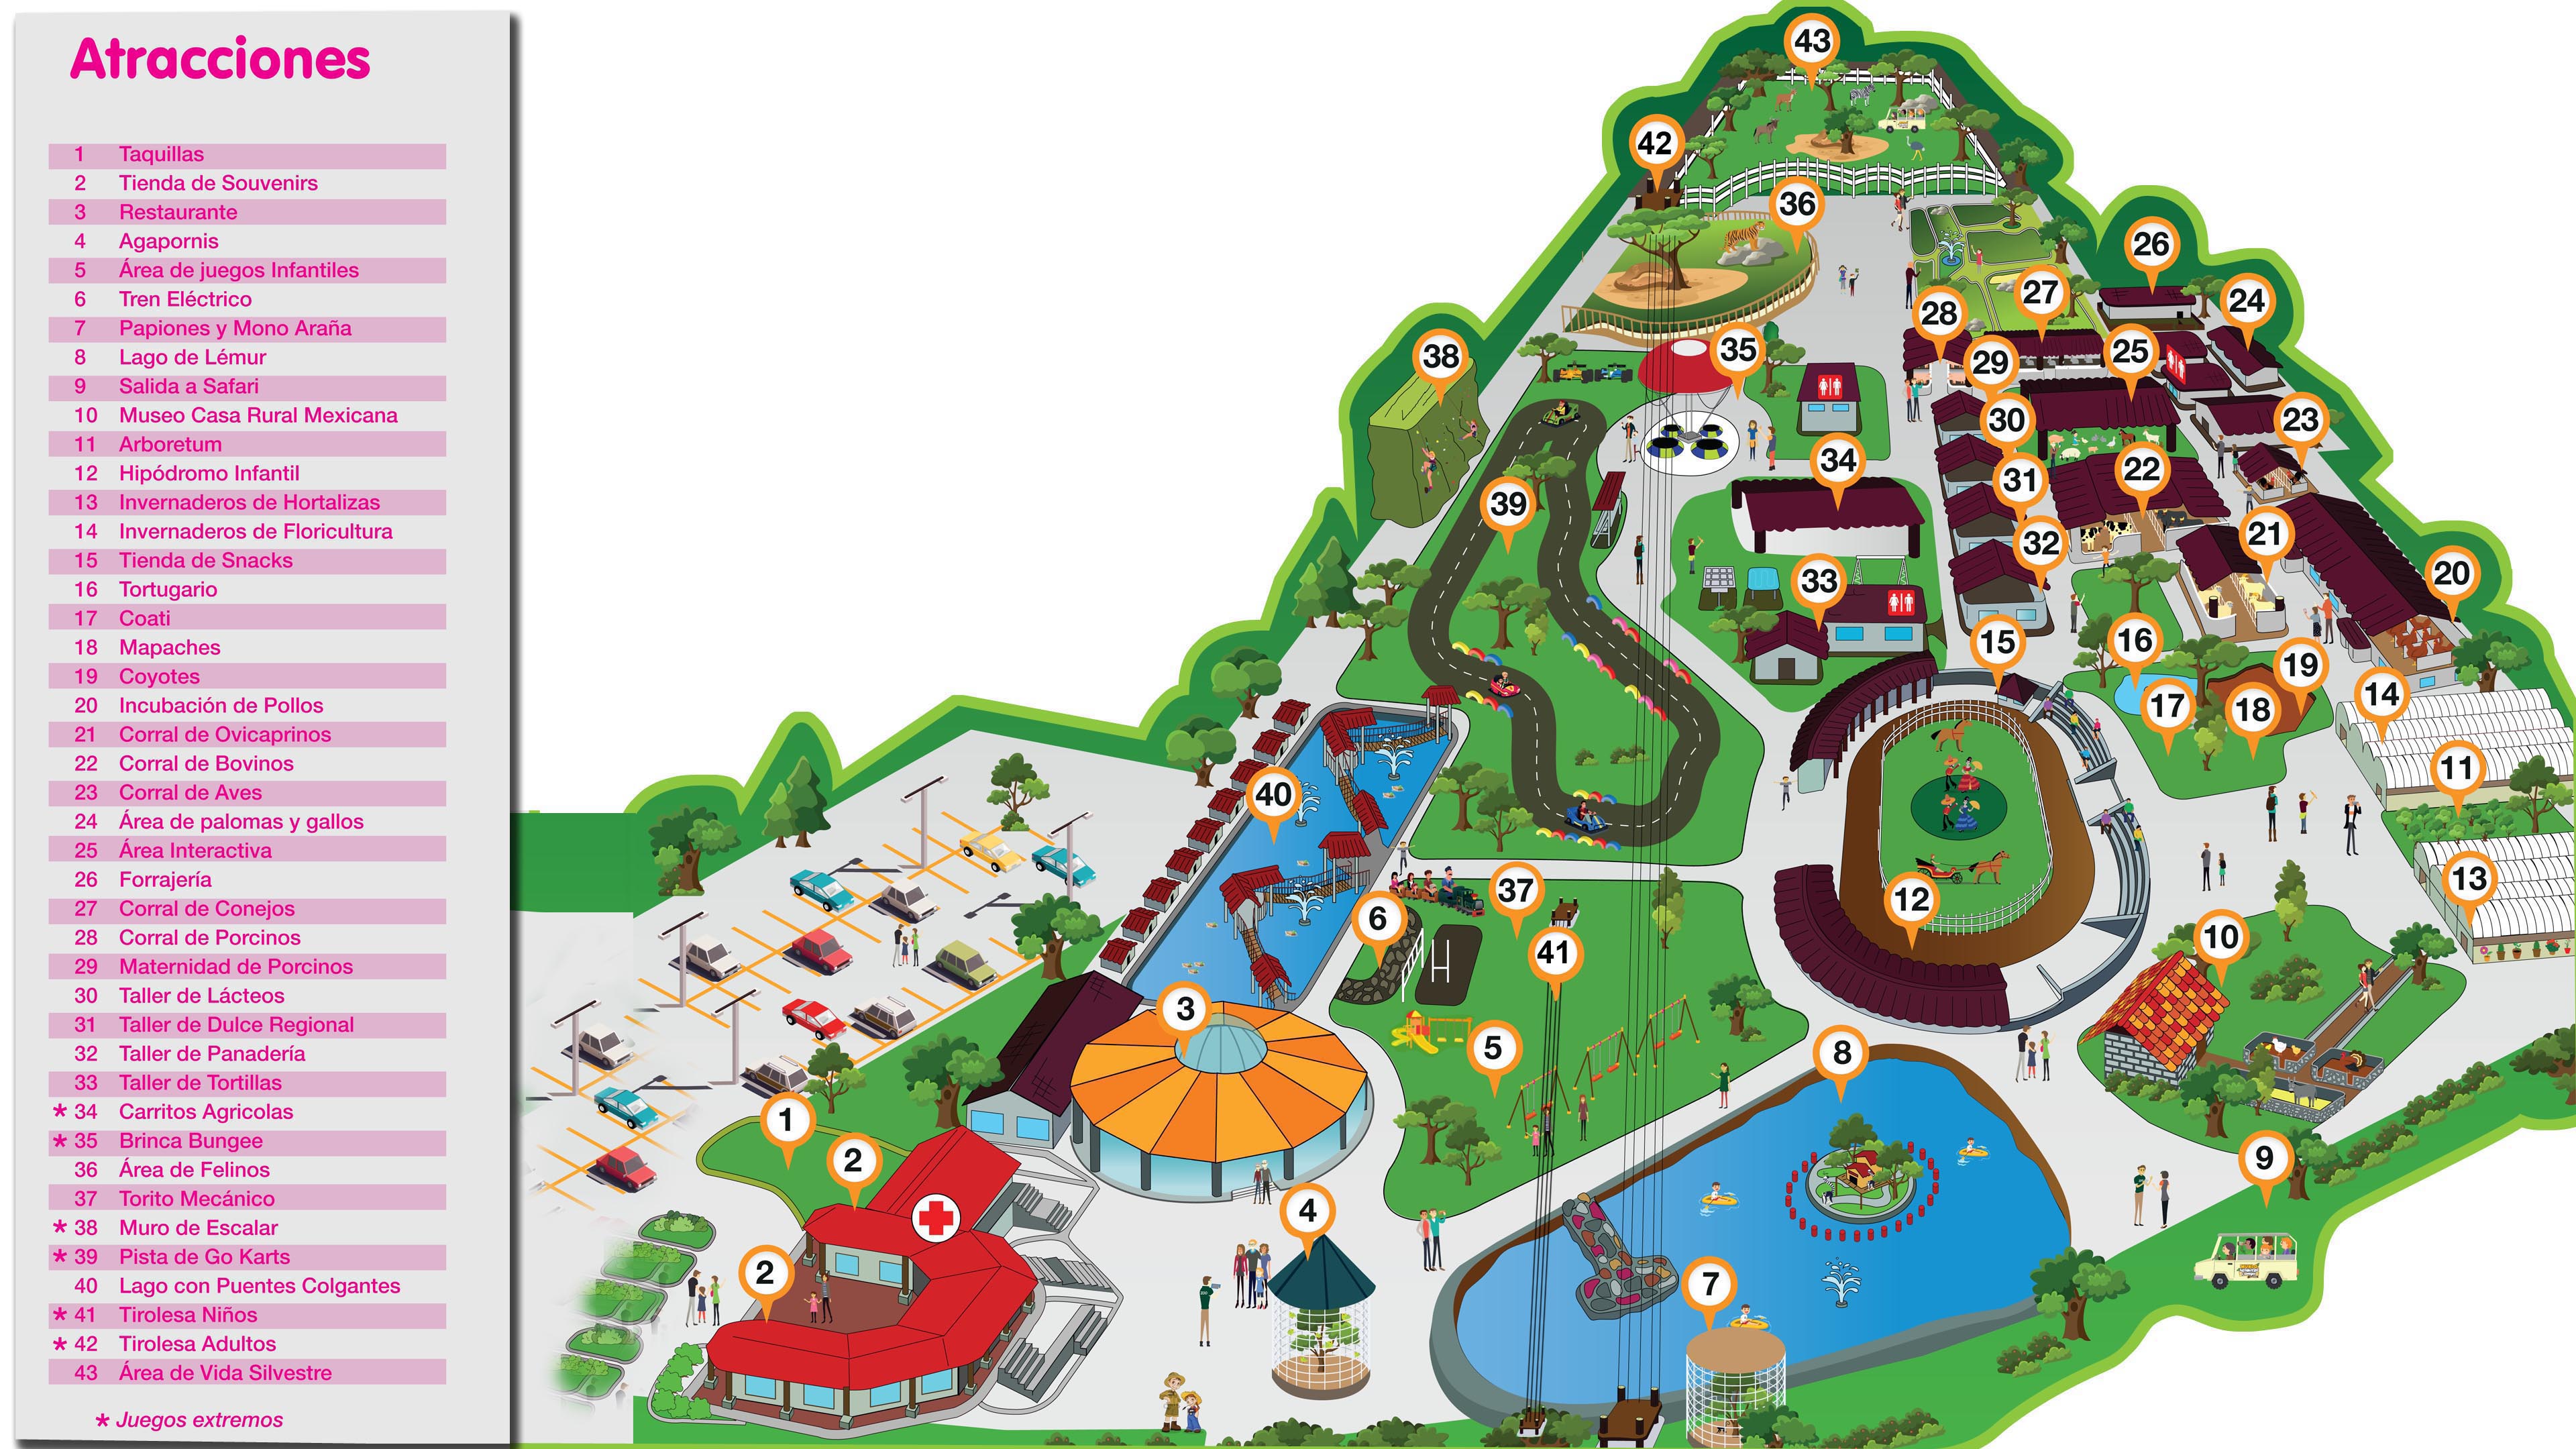 Atracciones
1 Taquillas
2 Tienda de Souvenirs
3 Restaurante
4 Agapornis
5 Área de juegos Infantiles
6 Tren Eléctrico
7 Papiones y Mono Araña
8 Lago de Lémur
9 Salida a Safari
10 Museo Casa Rural Mexicana
11 Arboretum
12 Hipódromo Infantil
13 Invernaderos de Hortalizas
14 Invernaderos de Floricultura
15 Tienda de Snacks
16 Tortugario
17 Coati
18 Mapaches
19 Coyotes
20 Incubación de Pollos
21 Corral de Ovicaprinos
22 Corral de Bovinos
23 Corral de Aves
24 Área de palomas y gallos
25 Área Interactiva
26 Forrajería
27 Corral de Conejos
28 Corral de Porcinos
29 Maternidad de Porcinos
30 Taller de Lácteos
31 Taller de Dulce Regional
32 Taller de Panadería
33 Taller de Tortillas
* 34 Carritos Agricolas
* 35 Brinca Bungee
36 Área de Felinos
37 Torito Mecánico
* 38 Muro de Escalar
* 39 Pista de Go Karts
40 Lago con Puentes Colgantes
* 41 Tirolesa Niños
* 42 Tirolesa Adultos
43 Área de Vida Silvestre
* Juegos extremos
43
42
36
26
27
24
28
35
25
38
29
23
30
34
22
31
39
21
32
20
33
15
16
19
14
17
18
11
40
13
37
12
6
10
41
3
5
8
1
2
9
4
2
7